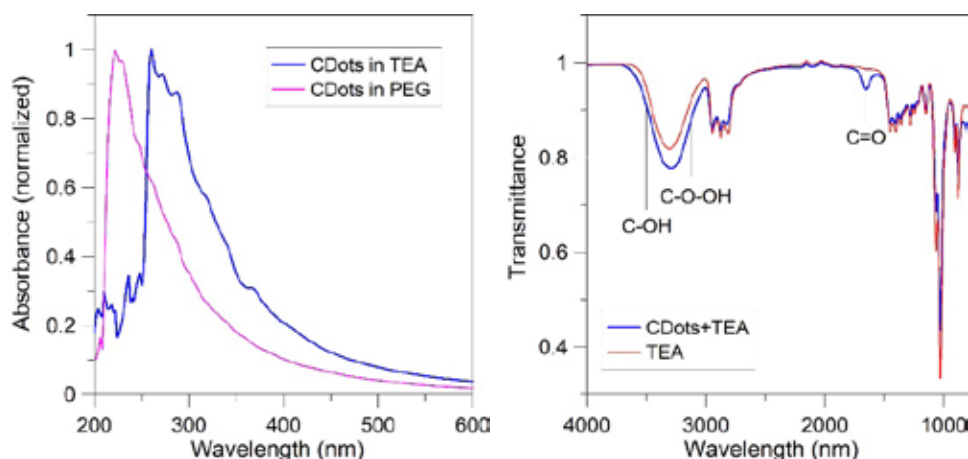 Absorbance (normalized)
1
0.8
0.6
0.4
0.2
0
CDots in TEA
CDots in PEG
200
300
400
500
600
Wavelength (nm)
Transmittance
1
0.8
0.6
0.4
C=O
C-O-OH
C-OH
CDots+TEA
TEA
4000
3000
2000
1000
Wavelength (nm)